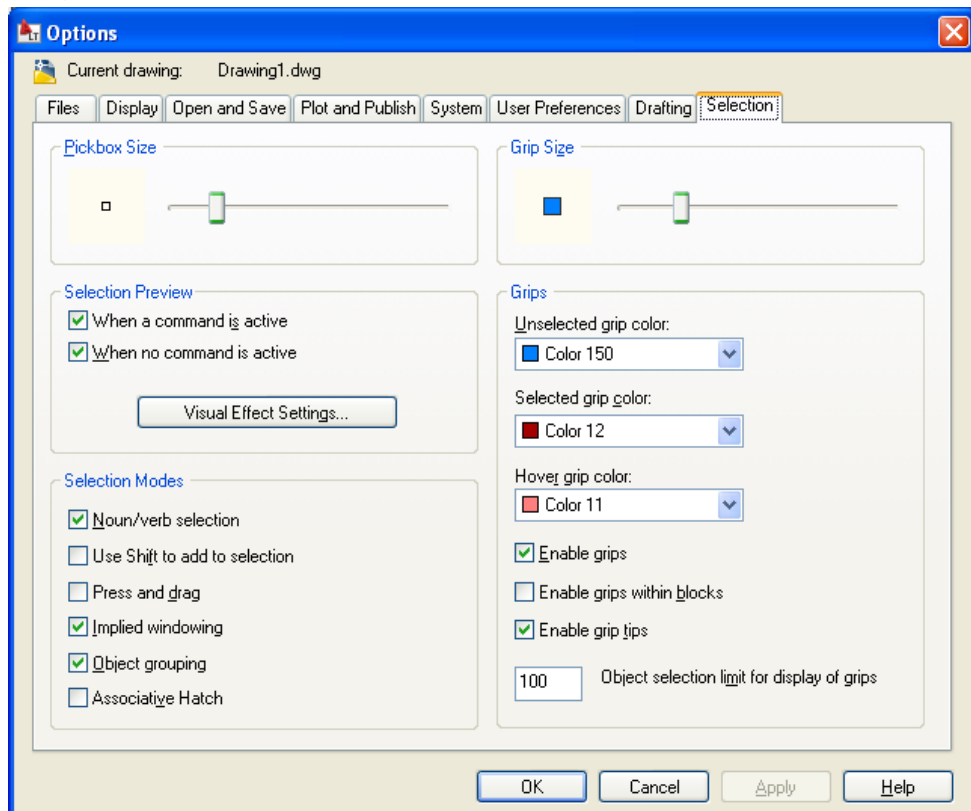 LT Options
Current drawing: Drawing1.dwg
Files Display Open and Save Plot and Publish System User Preferences Drafting Selection
Pickbox Size
Grip Size
Selection Preview
When a command is active
When no command is active
Visual Effect Settings...
Selection Modes
Noun/verb selection
Use Shift to add to selection
Press and drag
Implied windowing
Object grouping
Associative Hatch
Grips
Unselected grip color:
Color 150
Selected grip color:
Color 12
Hover grip color:
Color 11
Enable grips
Enable grips within blocks
Enable grip tips
100 Object selection limit for display of grips
OK Cancel Apply Help